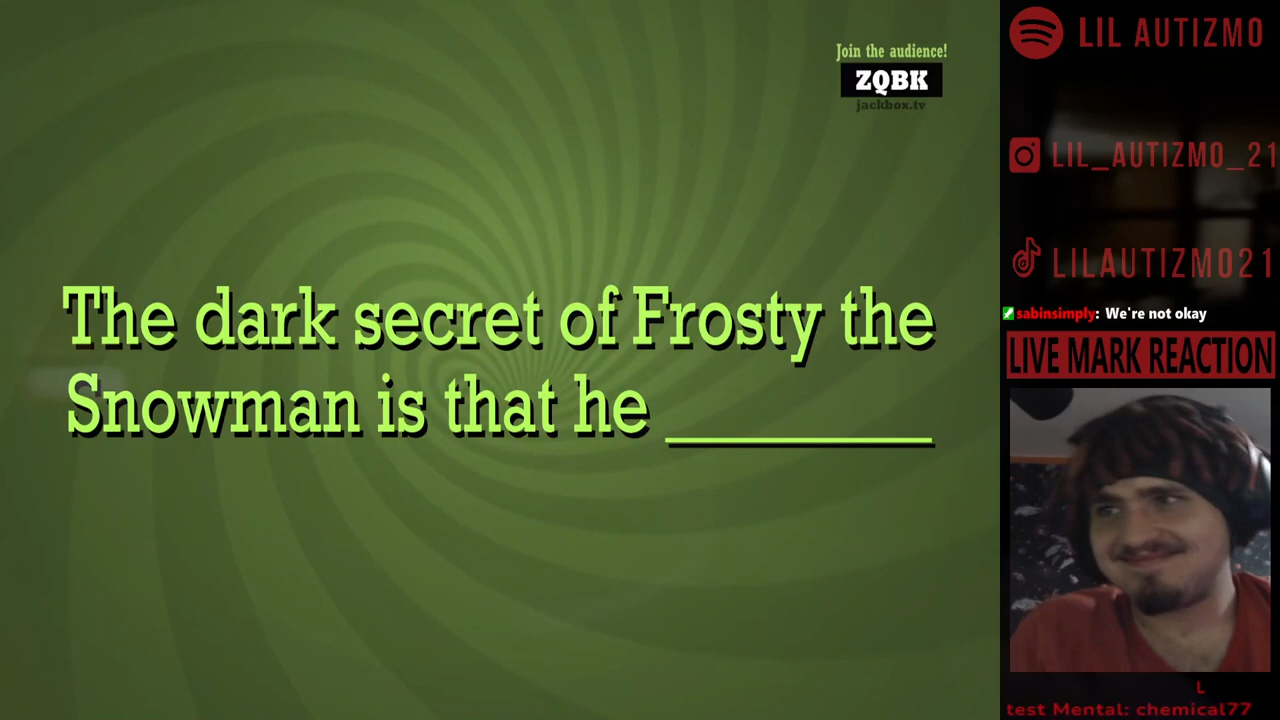 Join the audience!
ZQBK
jackbox.tv
The dark secret of Frosty the
Snowman is that he ________
LIL AUTIZMO
LIL_AUTIZMO_21
LILAUTIZMO21
sabinsimply: We're not okay
LIVE MARK REACTION
L
test Mental: chemical77